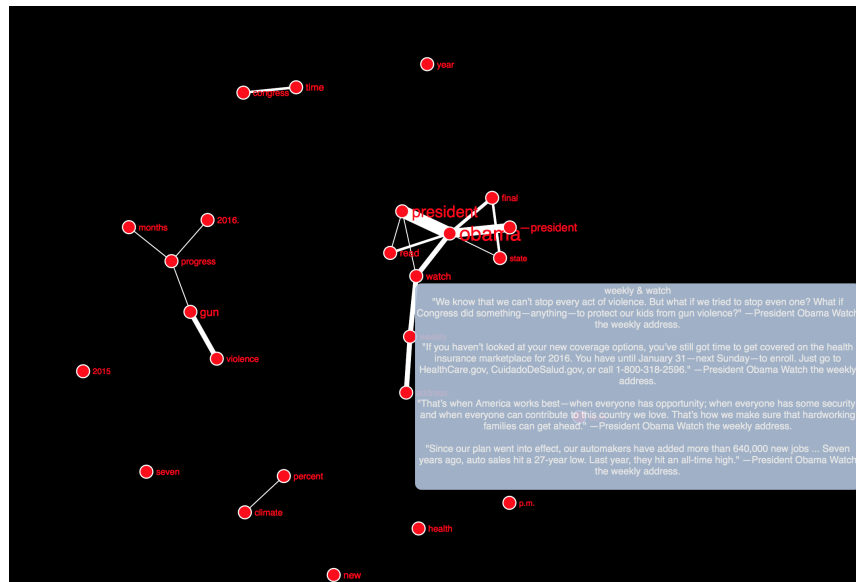 year
time
congress
final
president
2016.
months
—president
obama
read
state
progress
watch
weekly & watch
"We know that we can't stop every act of violence. But what if we tried to stop even one? What if
Congress did something—anything—to protect our kids from gun violence?" —President Obama Watch
the weekly address.
"If you haven't looked at your new coverage options, you've still got time to get covered on the health
insurance marketplace for 2016. You have until January 31—next Sunday—to enroll. Just go to
HealthCare.gov, CuidadoDeSalud.gov, or call 1-800-318-2596." —President Obama Watch the weekly
address.
"That's when America works best—when everyone has opportunity; when everyone has some security
and when everyone can contribute to this country we love. That's how we make sure that hardworking
families can get ahead." —President Obama Watch the weekly address.
"Since our plan went into effect, our automakers have added more than 640,000 new jobs ... Seven
years ago, auto sales hit a 27-year low. Last year, they hit an all-time high." —President Obama Watch
the weekly address.
gun
violence
2015
seven
percent
climate
p.m.
health
new